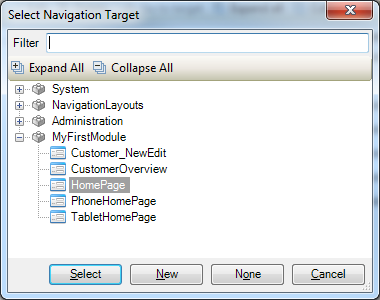 Select Navigation Target
Filter
Expand All Collapse All
System
NavigationLayouts
Administration
MyFirstModule
Customer_NewEdit
CustomerOverview
HomePage
PhoneHomePage
TabletHomePage
Select New None Cancel